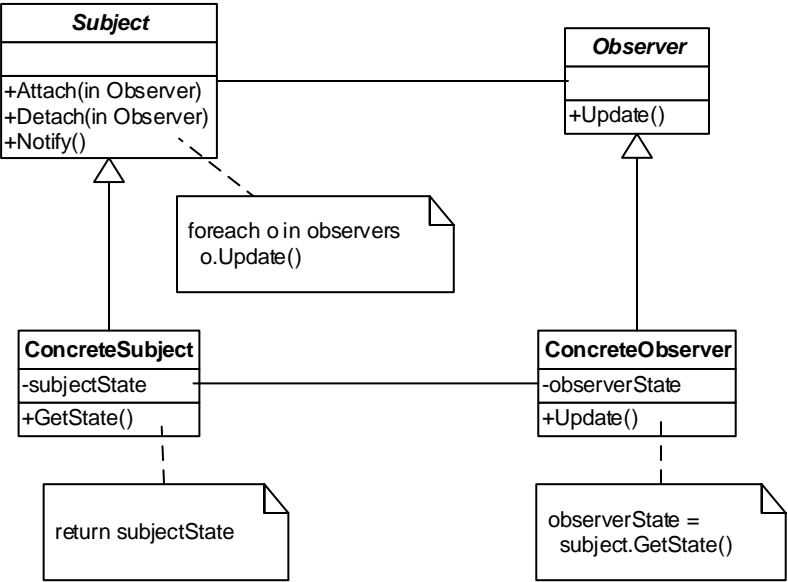 Subject
+Attach(in Observer)
+Detach(in Observer)
+Notify()
Observer
+Update()
foreach o in observers
o.Update()
ConcreteSubject
-subjectState
+GetState()
ConcreteObserver
-observerState
+Update()
return subjectState
observerState =
subject.GetState()